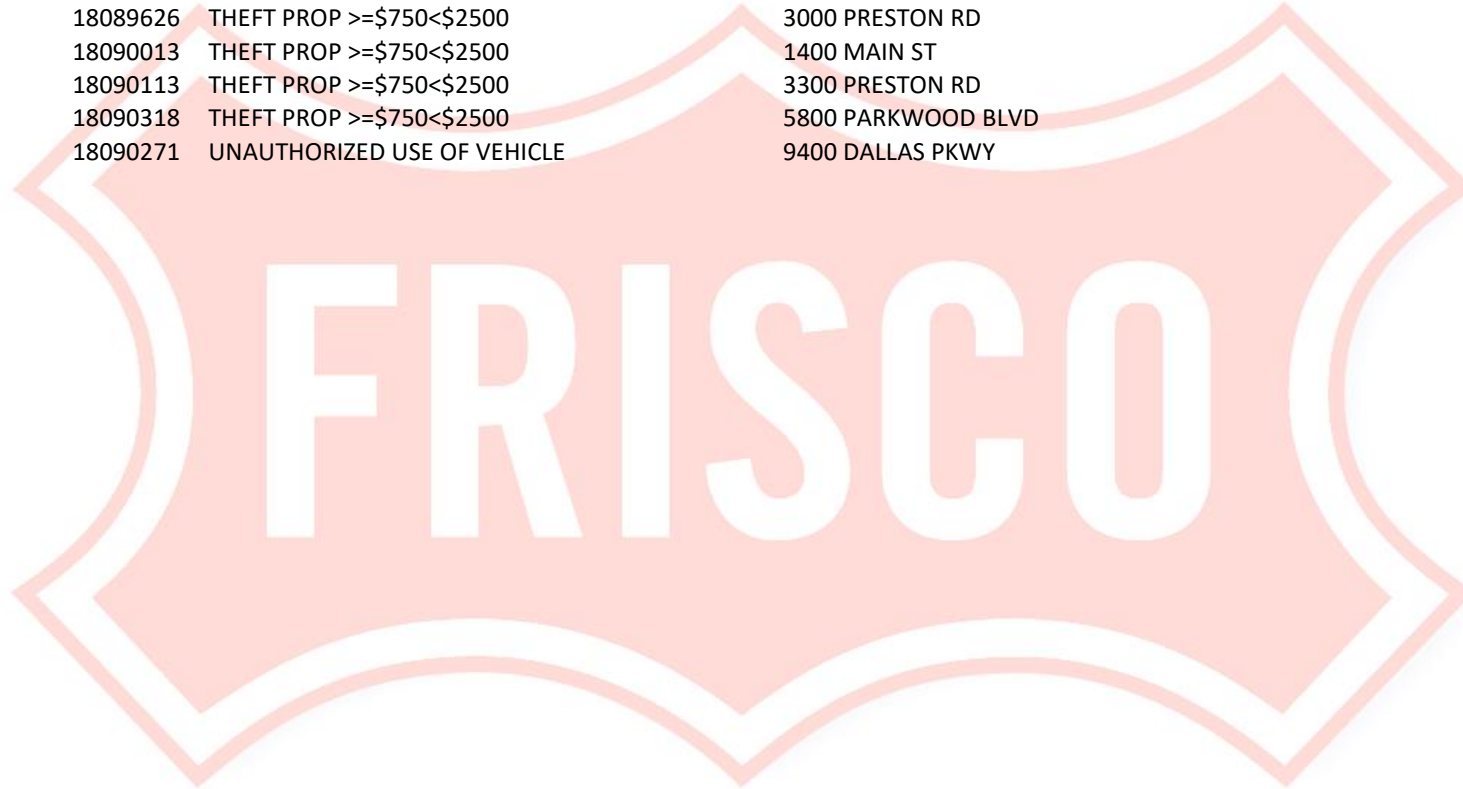 18089626 THEFT PROP >=$750<$2500 3000 PRESTON RD
18090013 THEFT PROP >=$750<$2500 1400 MAIN ST
18090113 THEFT PROP >=$750<$2500 3300 PRESTON RD
18090318 THEFT PROP >=$750<$2500 5800 PARKWOOD BLVD
18090271 UNAUTHORIZED USE OF VEHICLE 9400 DALLAS PKWY
FRISCO